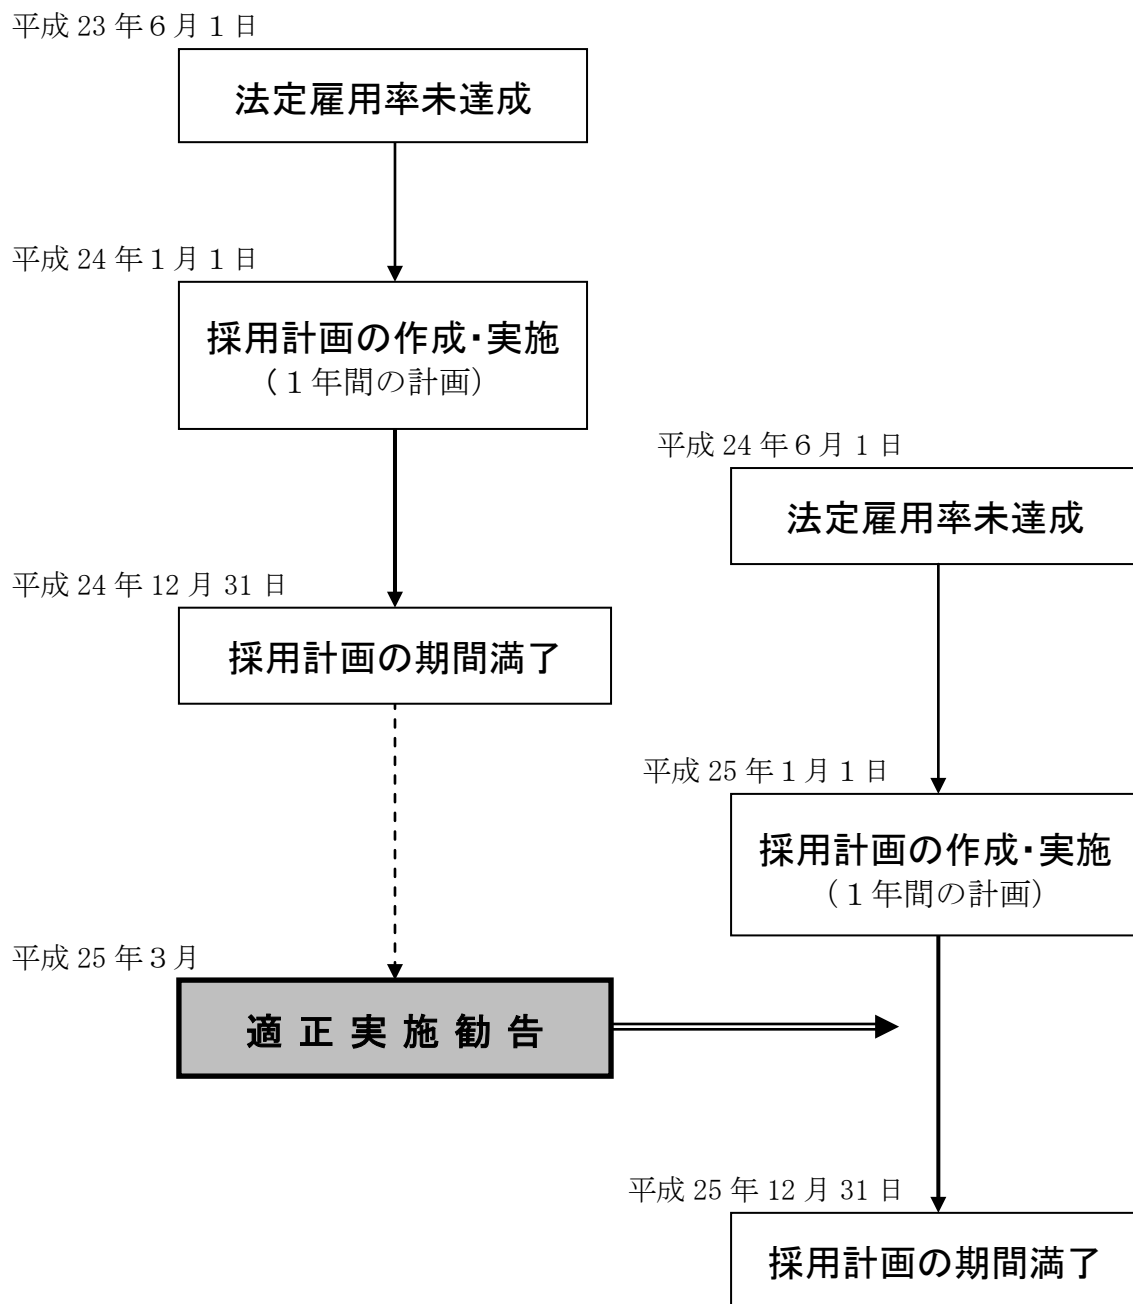 平成 23 年６月１日
法定雇用率未達成
平成 24 年１月１日
採用計画の作成・実施
（１年間の計画）
平成 24 年６月 1 日
法定雇用率未達成
平成 24 年 12 月 31 日
採用計画の期間満了
平成 25 年１月１日
採用計画の作成・実施
（１年間の計画）
平成 25 年３月
適正実施勧告
平成 25 年 12 月 31 日
採用計画の期間満了